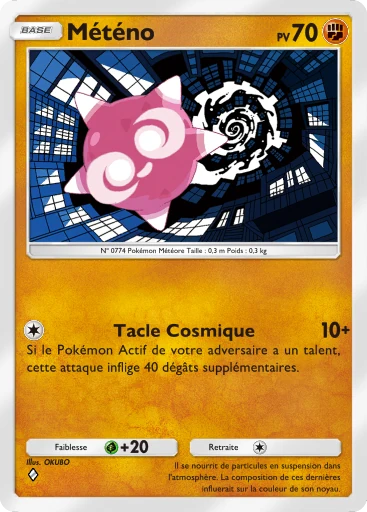 BASE
Météno
PV 70
N° 0774 Pokémon Météore Taille : 0,3 m Poids : 0,3 kg
Tacle Cosmique 10+
Si le Pokémon Actif de votre adversaire a un talent,
cette attaque inflige 40 dégâts supplémentaires.
Faiblesse +20
Retraite
Illus. OKUBO
Il se nourrit de particules en suspension dans
l'atmosphère. La composition de ces dernières
influerait sur la couleur de son noyau.